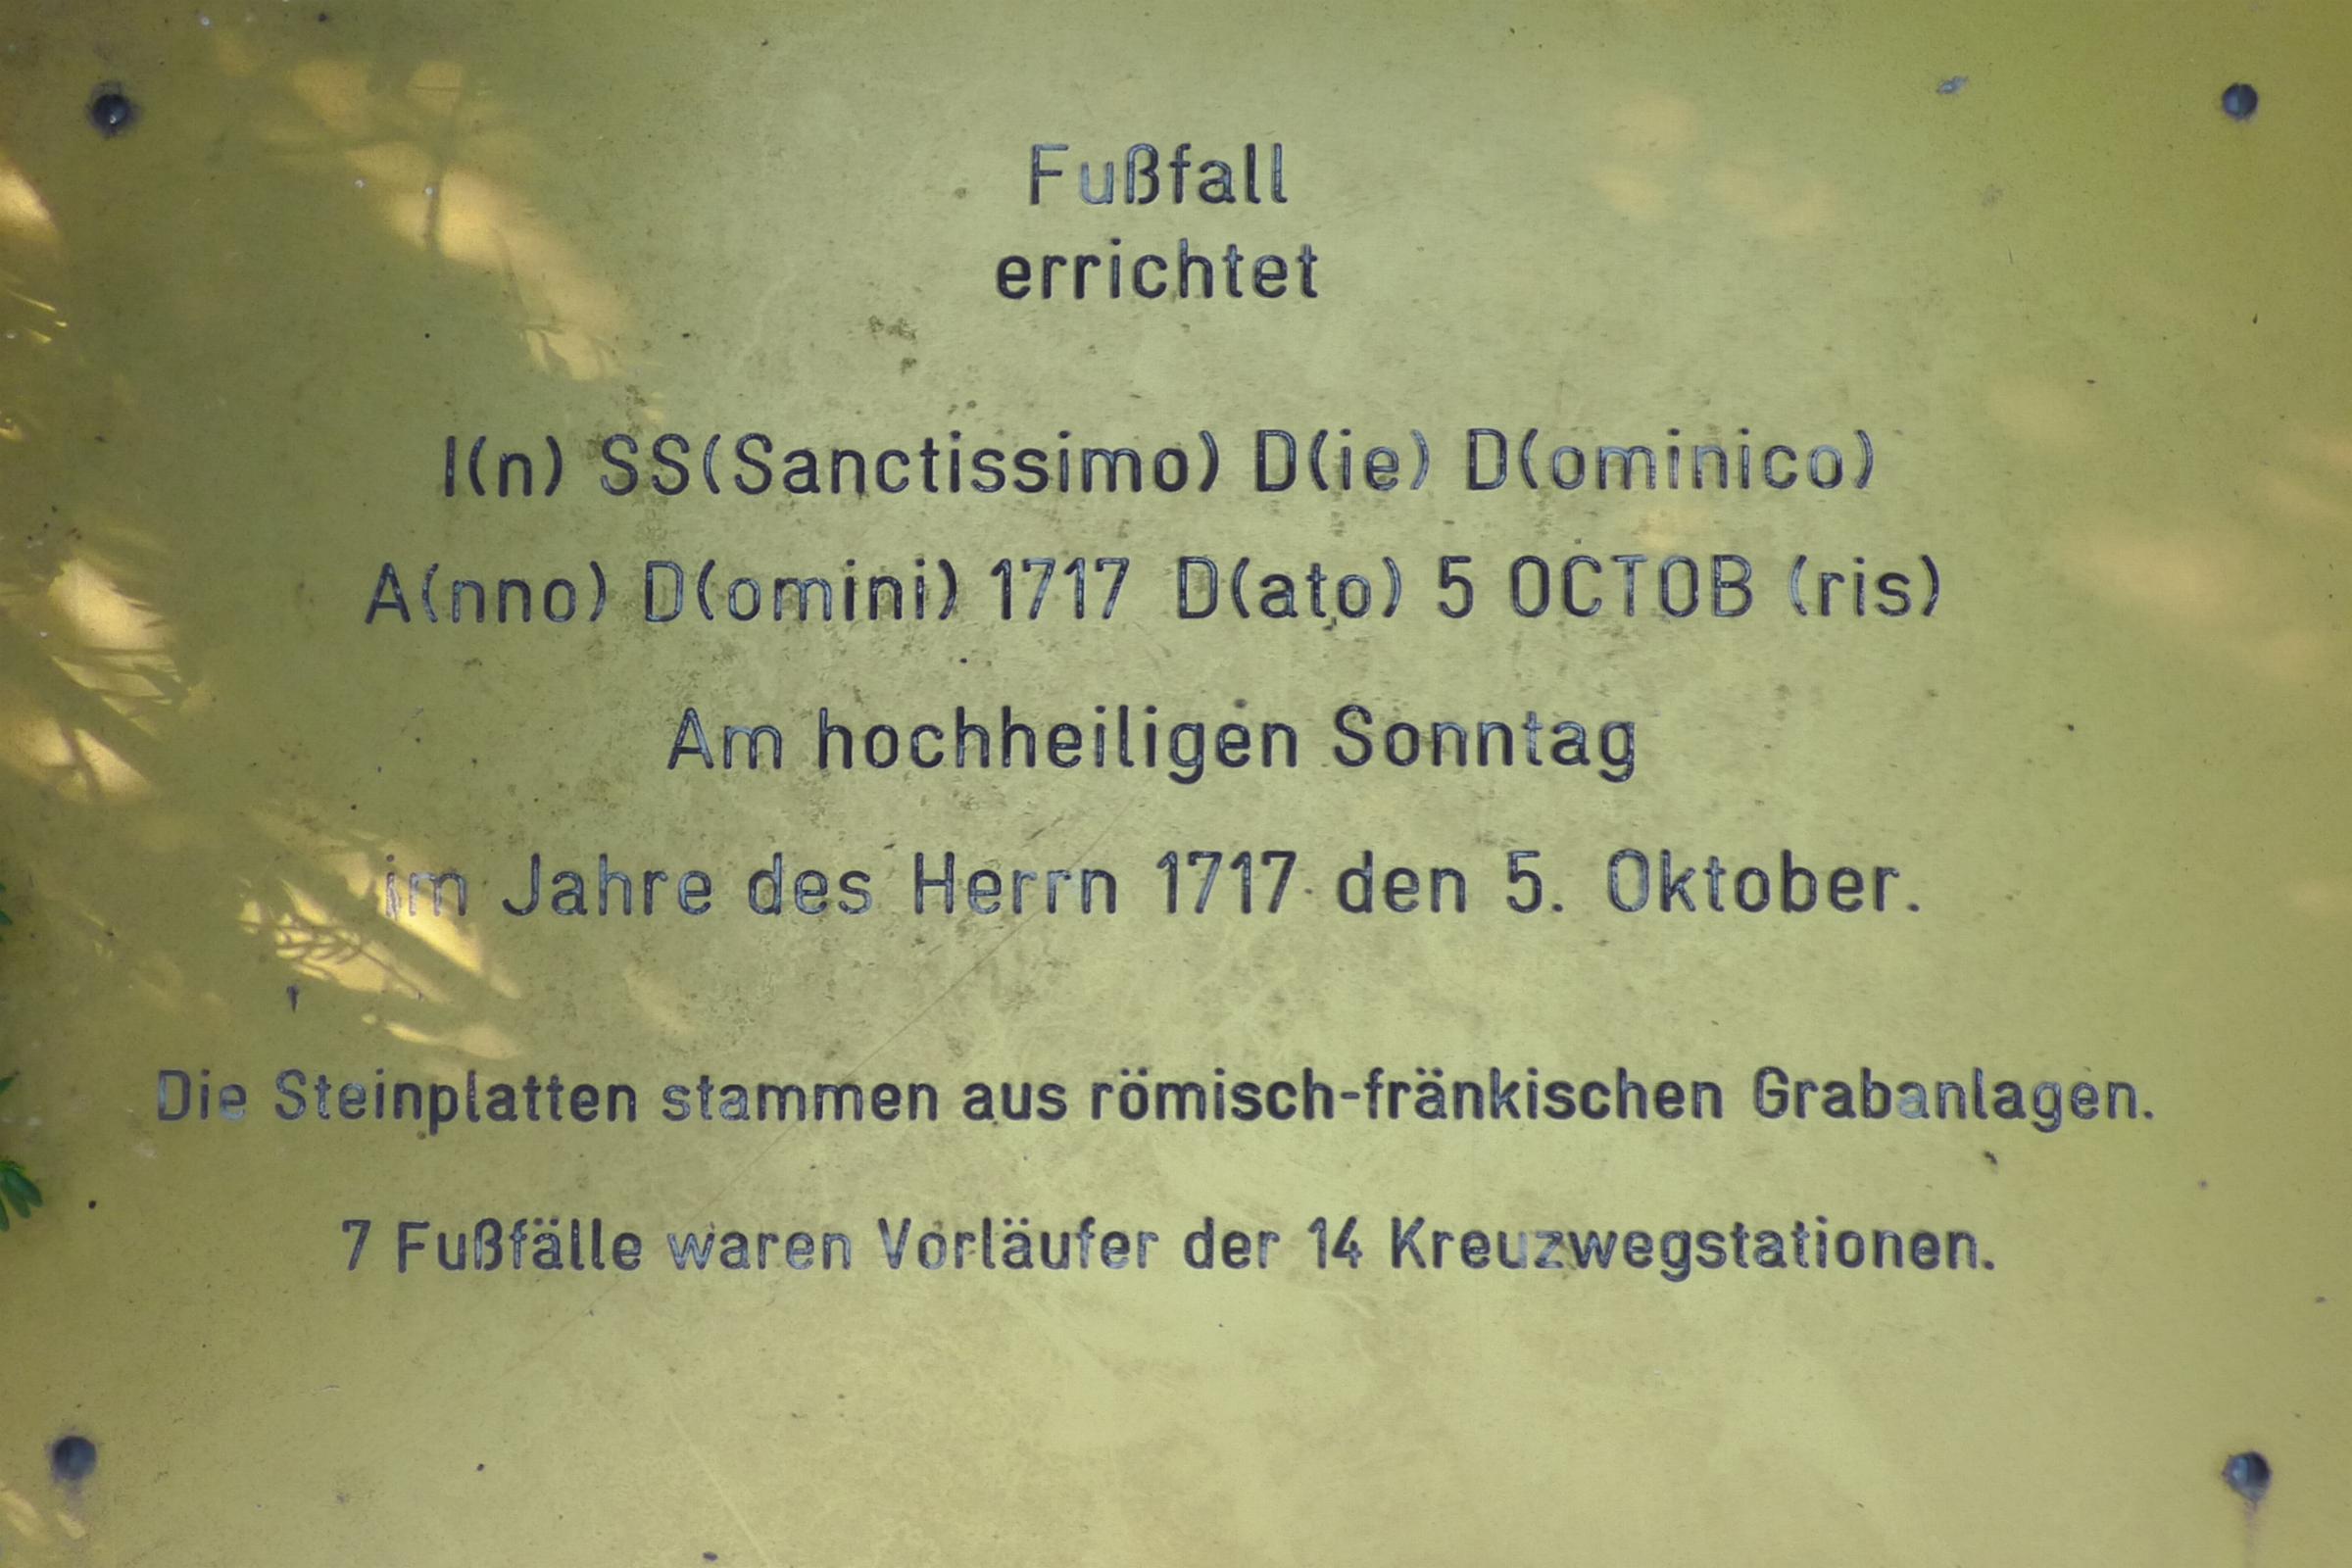 Fußfall
errichtet
I(n) SS(Sanctissimo) D(ie) D(ominico)
A(nno) D(omini) 1717 D(ato) 5 OCTOB (ris)
Am hochheiligen Sonntag
im Jahre des Herrn 1717 den 5. Oktober.
Die Steinplatten stammen aus römisch-fränkischen Grabanlagen.
7 Fußfälle waren Vorläufer der 14 Kreuzwegstationen.